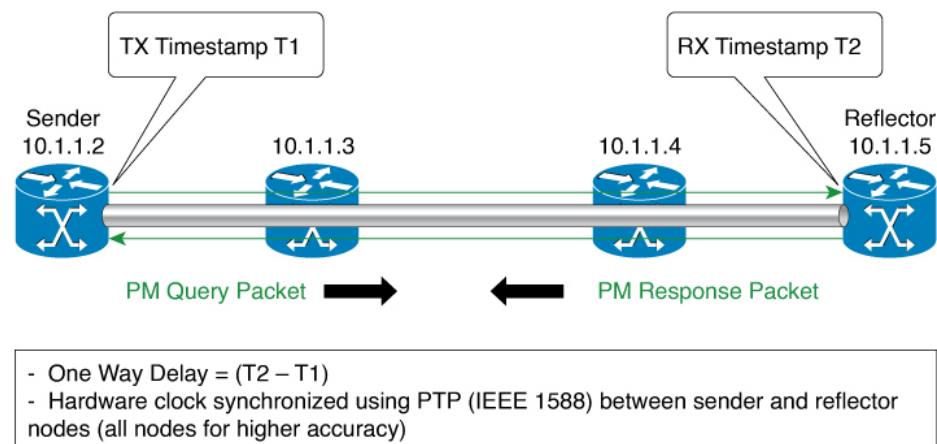 TX Timestamp T1
RX Timestamp T2
Sender
10.1.1.2
10.1.1.3
10.1.1.4
Reflector
10.1.1.5
PM Query Packet
PM Response Packet
- One Way Delay = (T2 – T1)
- Hardware clock synchronized using PTP (IEEE 1588) between sender and reflector
nodes (all nodes for higher accuracy)